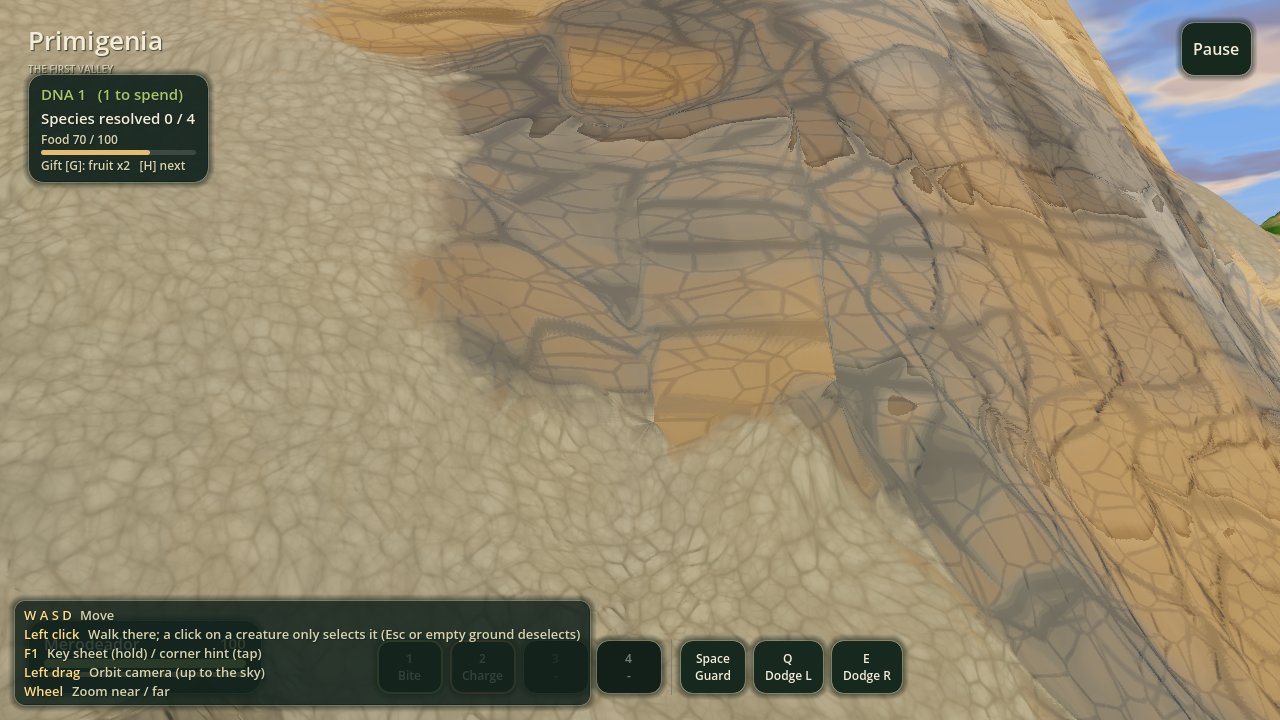 Primigenia
THE FIRST VALLEY
DNA 1 (1 to spend)
Species resolved 0 / 4
Food 70 / 100
Gift [G]: fruit x2 [H] next
Pause
W A S D Move
Left click Walk there; a click on a creature only selects it (Esc or empty ground deselects)
F1 Key sheet (hold) / corner hint (tap)
Left drag Orbit camera (up to the sky)
Wheel Zoom near / far
1
Bite
2
Charge
3
-
4
-
Space
Guard
Q
Dodge L
E
Dodge R